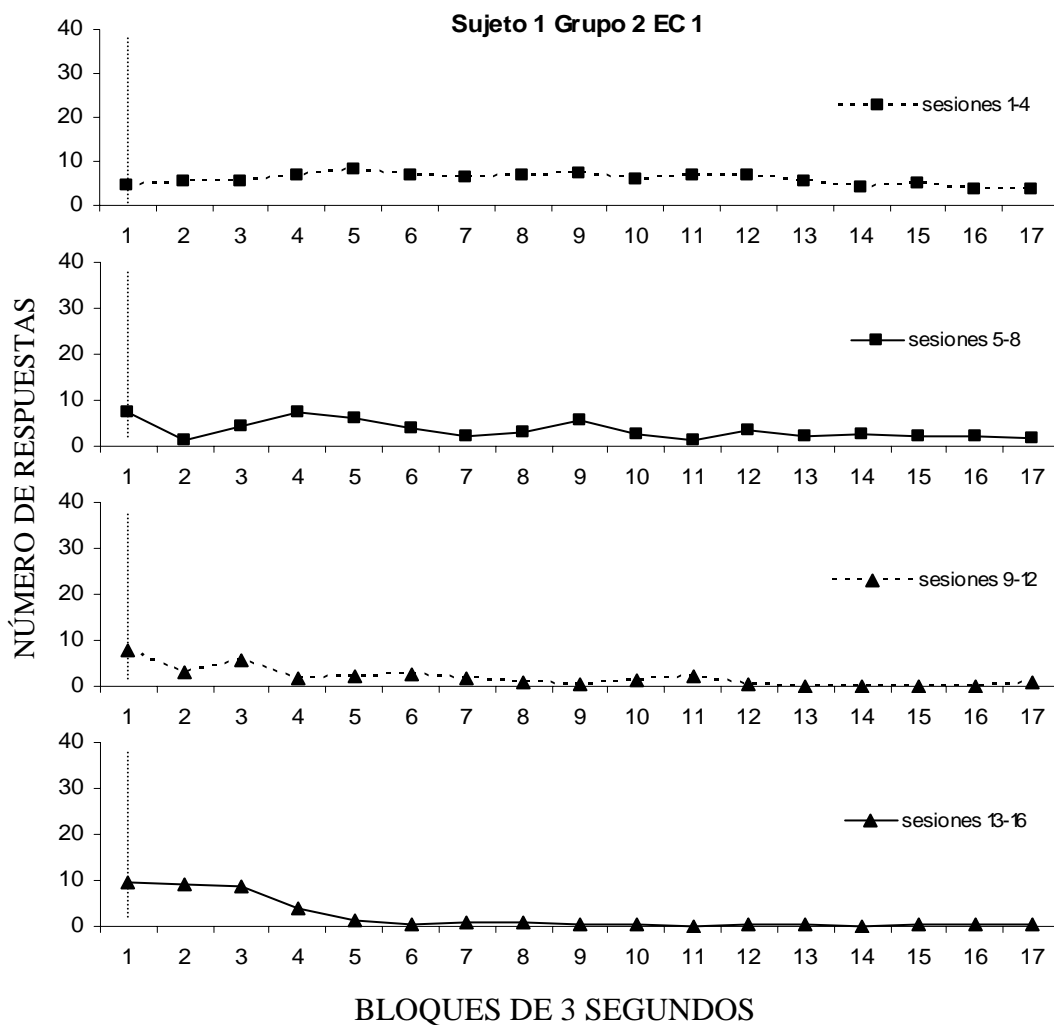 Sujeto 1 Grupo 2 EC 1
NÚMERO DE RESPUESTAS
40
30
20
10
0
sesiones 1-4
1 2 3 4 5 6 7 8 9 10 11 12 13 14 15 16 17
40
30
20
10
0
sesiones 5-8
1 2 3 4 5 6 7 8 9 10 11 12 13 14 15 16 17
40
30
20
10
0
sesiones 9-12
1 2 3 4 5 6 7 8 9 10 11 12 13 14 15 16 17
40
30
20
10
0
sesiones 13-16
1 2 3 4 5 6 7 8 9 10 11 12 13 14 15 16 17
BLOQUES DE 3 SEGUNDOS